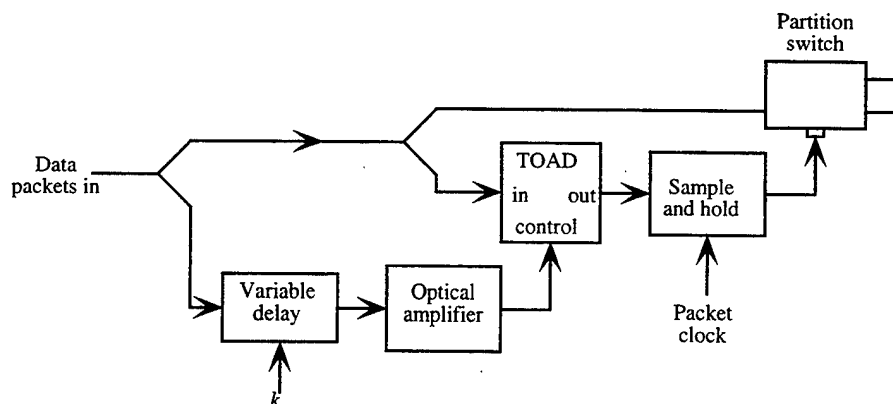 Partition
switch
Data
packets in
TOAD
in out
control
Sample
and hold
Variable
delay
Optical
amplifier
Packet
clock
k